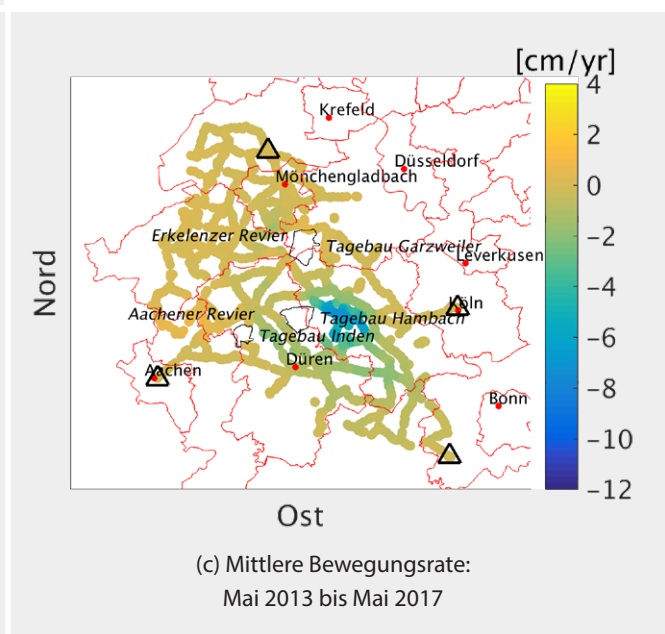 [cm/yr]
4
2
0
−2
−4
−6
−8
−10
−12
Krefeld
Düsseldorf
Mönchengladbach
Erkelenzer Revier
Tagebau Garzweiler
Leverkusen
Köln
Aachener Revier
Tagebau Hambach
Tagebau Inden
Düren
Aachen
Bonn
Nord
Ost
(c) Mittlere Bewegungsrate:
Mai 2013 bis Mai 2017